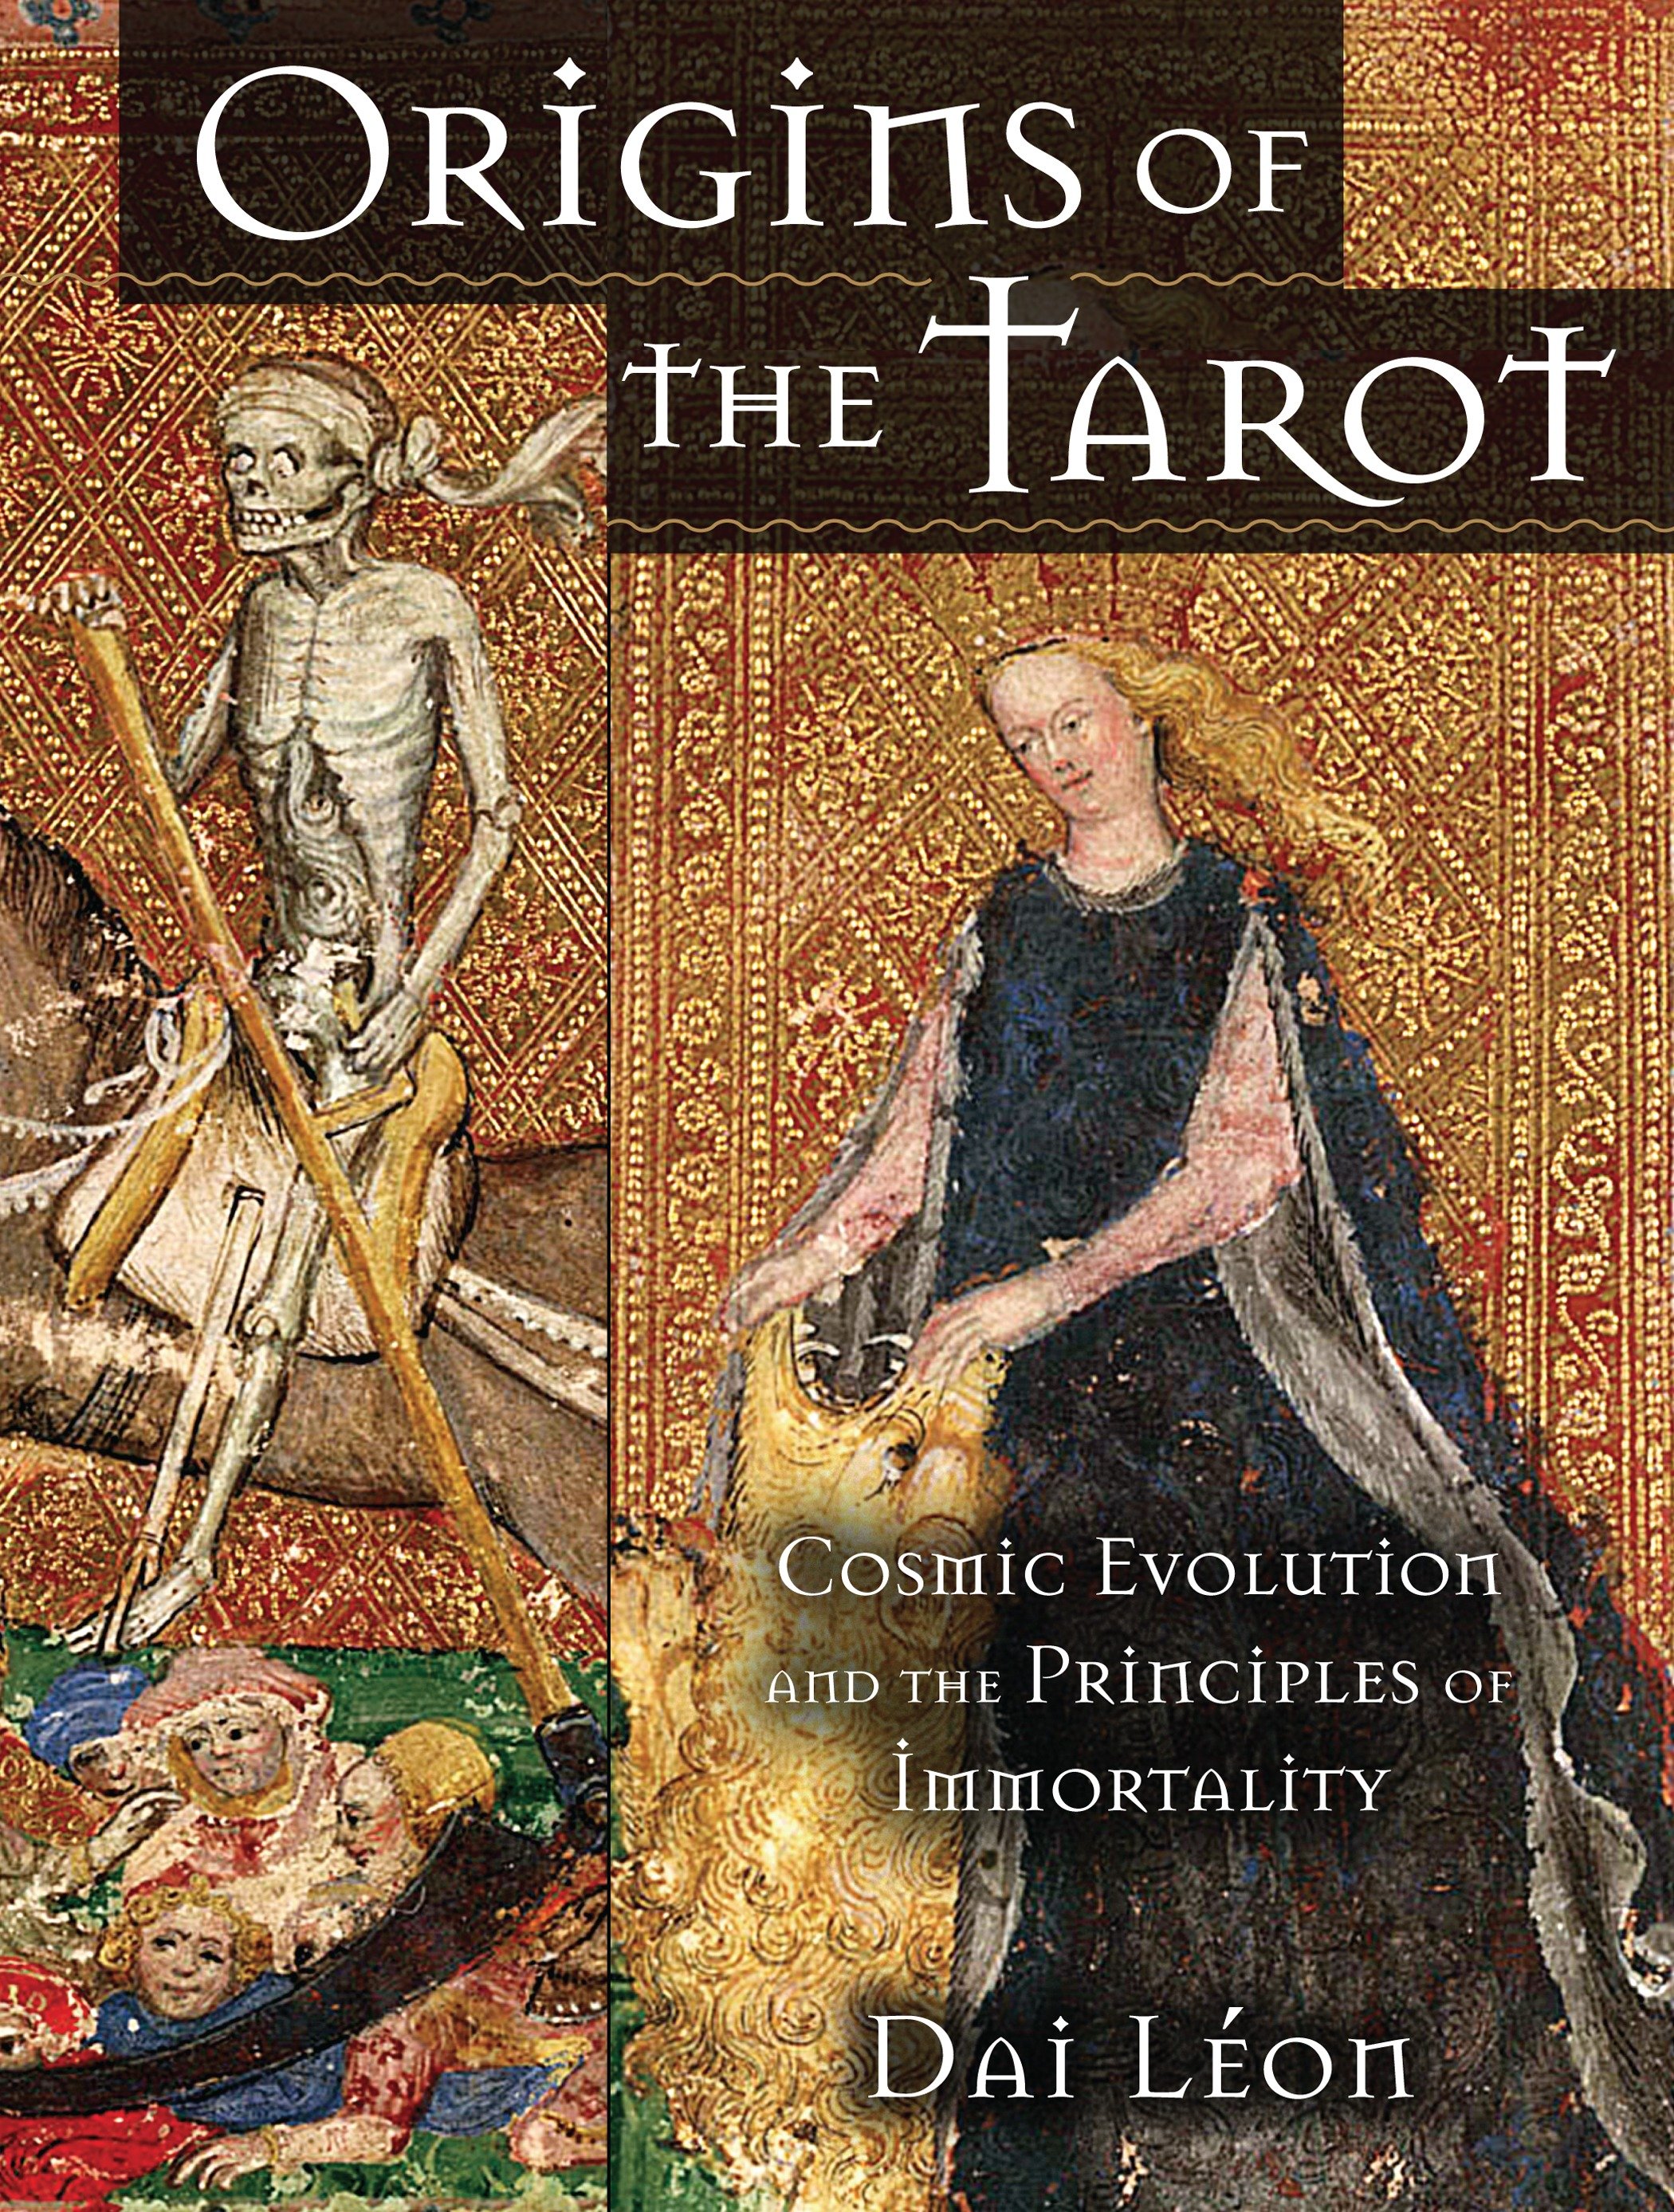 Origins of
the Tarot
Cosmic Evolution
and the Principles of
Immortality
Dai Léon